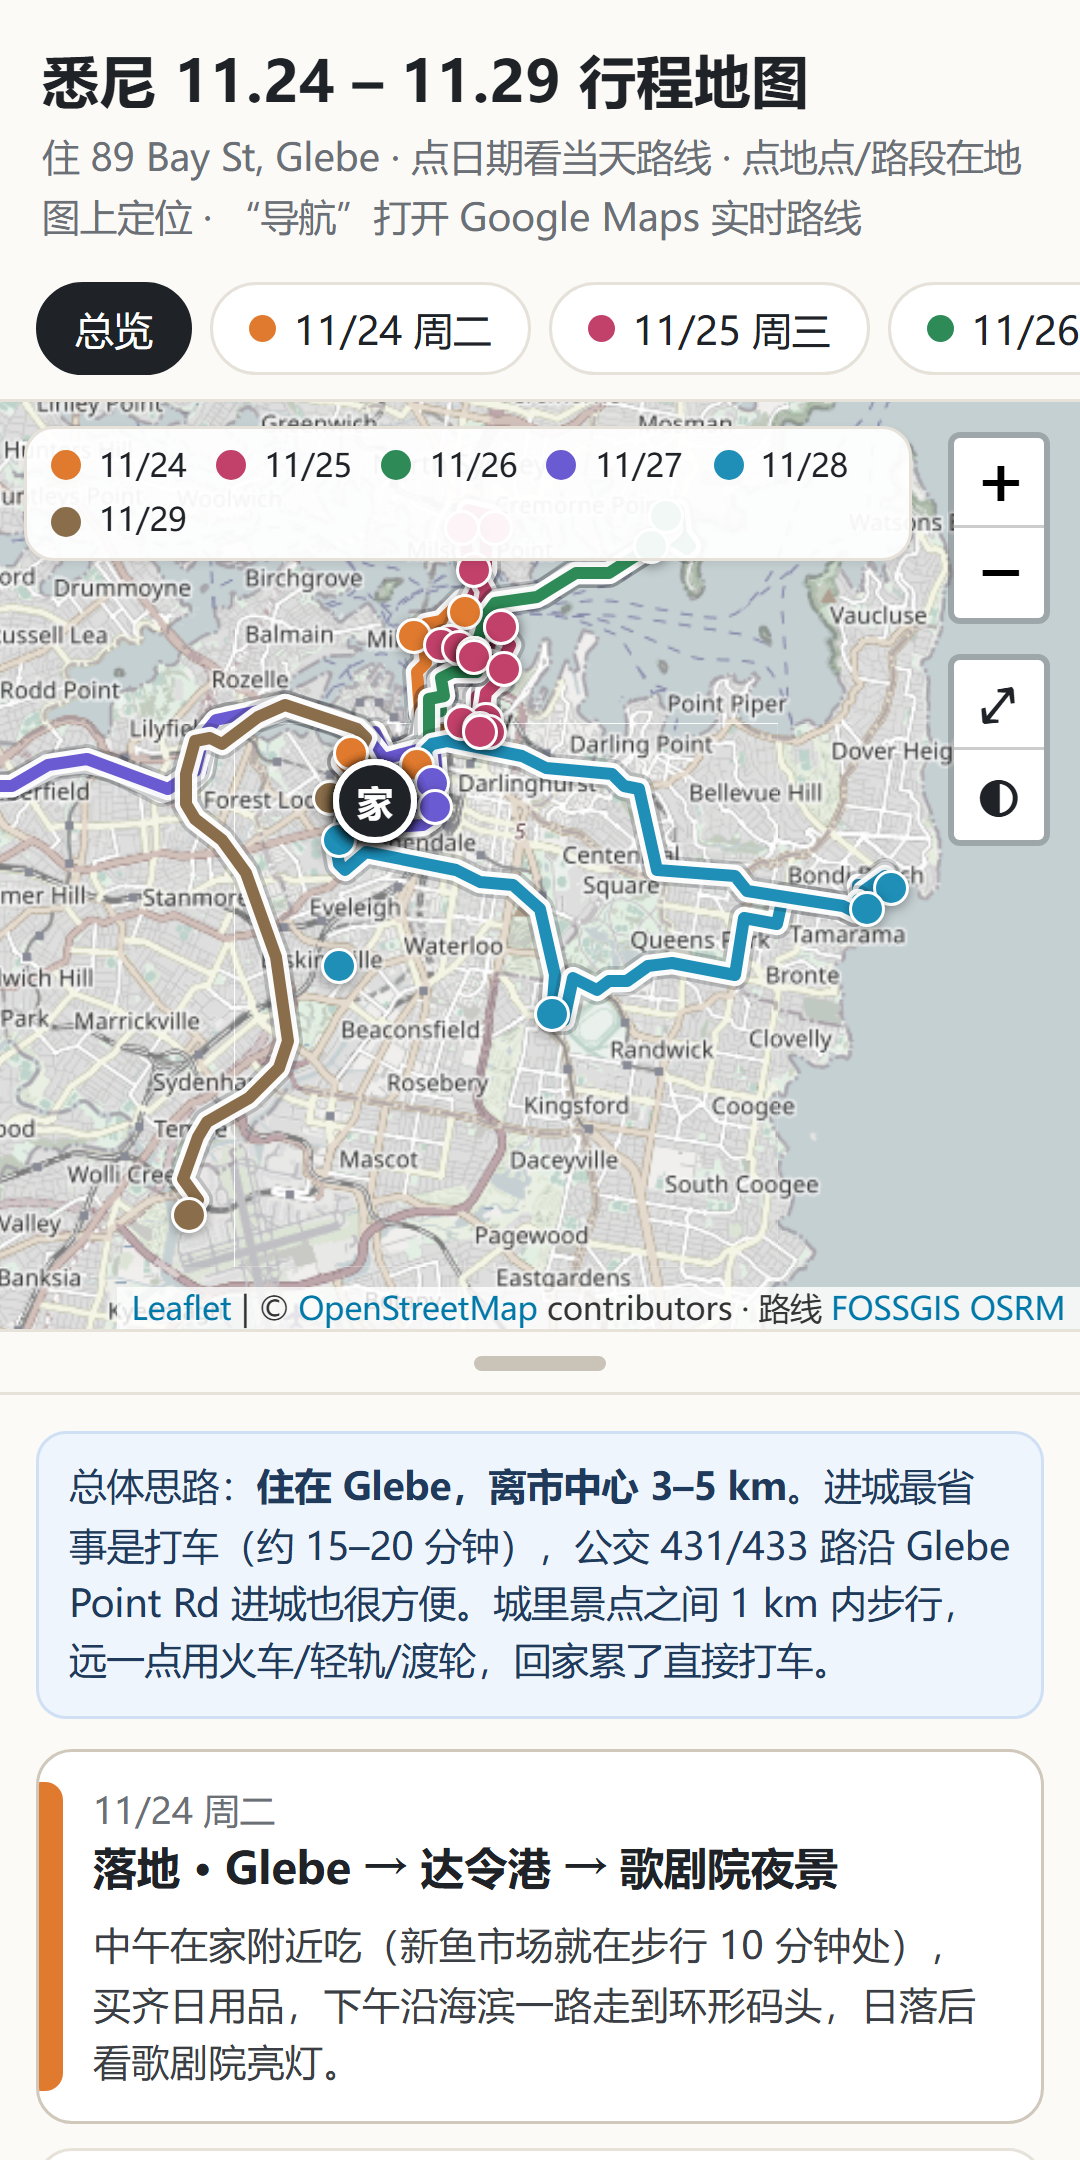 悉尼 11.24 – 11.29 行程地图
住 89 Bay St, Glebe · 点日期看当天路线 · 点地点/路段在地
图上定位 · “导航” 打开 Google Maps 实时路线
总览
11/24 周二
11/25 周三
11/26
Linley Point
Greenwich
Mosman
11/24
11/25
11/26
11/27
11/28
11/29
Woolwich
Cremorne Point
Drummoyne
Birchgrove
Vaucluse
Balmain
Rodd Point
Rozelle
Point Piper
Darling Point
Darlinghurst
Bellevue Hill
家
5
Square
Stanmore
Eveleigh
Waterloo
Queens Park
Tamarama
Bronte
Marrickville
Beaconsfield
Randwick
Clovelly
Rosebery
Kingsford
Coogee
Mascot
Daceyville
South Coogee
Pagewood
Banksia
Eastgardens
Leaflet | © OpenStreetMap contributors · 路线 FOSSGIS OSRM
总体思路：住在 Glebe，离市中心 3–5 km。进城最省
事是打车（约 15–20 分钟），公交 431/433 路沿 Glebe
Point Rd 进城也很方便。城里景点之间 1 km 内步行，
远一点用火车/轻轨/渡轮，回家累了直接打车。
11/24 周二
落地 · Glebe → 达令港 → 歌剧院夜景
中午在家附近吃（新鱼市场就在步行 10 分钟处），
买齐日用品，下午沿海滨一路走到环形码头，日落后
看歌剧院亮灯。